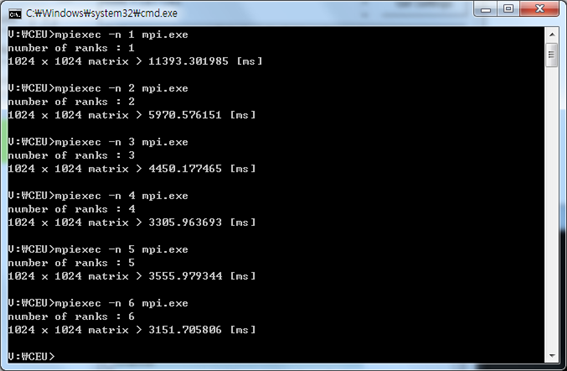 C:₩Windows₩system32₩cmd.exe
V:₩CEU>mpiexec -n 1 mpi.exe
number of ranks : 1
1024 x 1024 matrix > 11393.301985 [ms]
V:₩CEU>mpiexec -n 2 mpi.exe
number of ranks : 2
1024 x 1024 matrix > 5970.576151 [ms]
V:₩CEU>mpiexec -n 3 mpi.exe
number of ranks : 3
1024 x 1024 matrix > 4450.177465 [ms]
V:₩CEU>mpiexec -n 4 mpi.exe
number of ranks : 4
1024 x 1024 matrix > 3305.963693 [ms]
V:₩CEU>mpiexec -n 5 mpi.exe
number of ranks : 5
1024 x 1024 matrix > 3555.979344 [ms]
V:₩CEU>mpiexec -n 6 mpi.exe
number of ranks : 6
1024 x 1024 matrix > 3151.705806 [ms]
V:₩CEU>